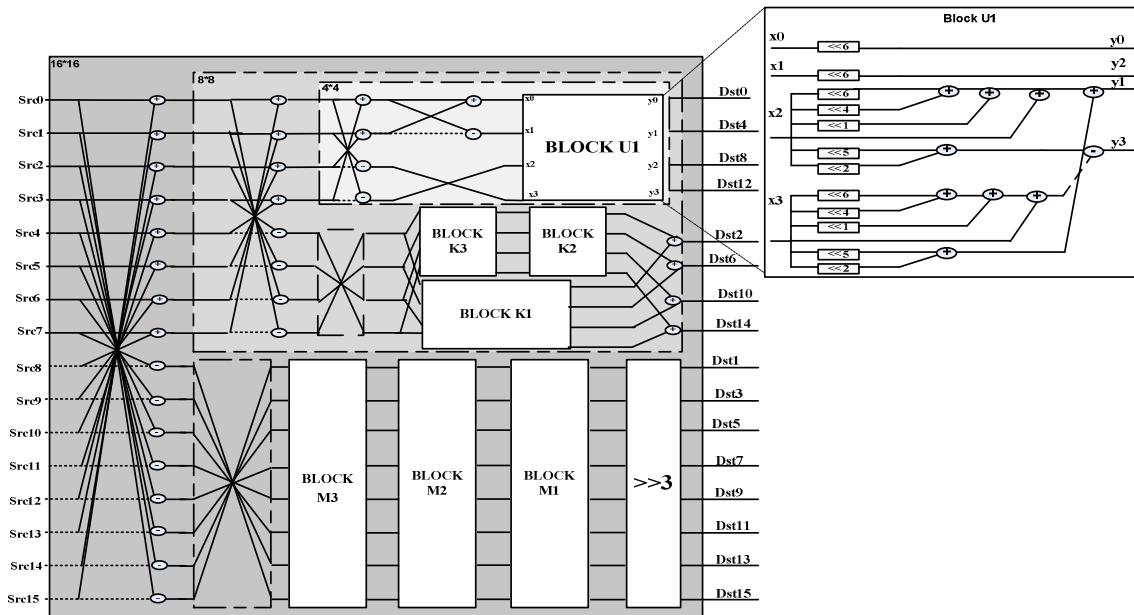 Block U1
x0
<<6
y0
x1
<<6
y2
<<6
y1
x2
<<4
<<1
<<5
y3
<<2
x3
<<6
<<4
<<1
<<5
<<2
16*16
8*8
4*4
Src0
Src1
Src2
Src3
Src4
Src5
Src6
Src7
Src8
Src9
Src10
Src11
Src12
Src13
Src14
Src15
x0
x1
x2
x3
BLOCK U1
y0
y1
y2
y3
BLOCK
K3
BLOCK
K2
BLOCK K1
BLOCK
M3
BLOCK
M2
BLOCK
M1
>>3
Dst0
Dst4
Dst8
Dst12
Dst2
Dst6
Dst10
Dst14
Dst1
Dst3
Dst5
Dst7
Dst9
Dst11
Dst13
Dst15